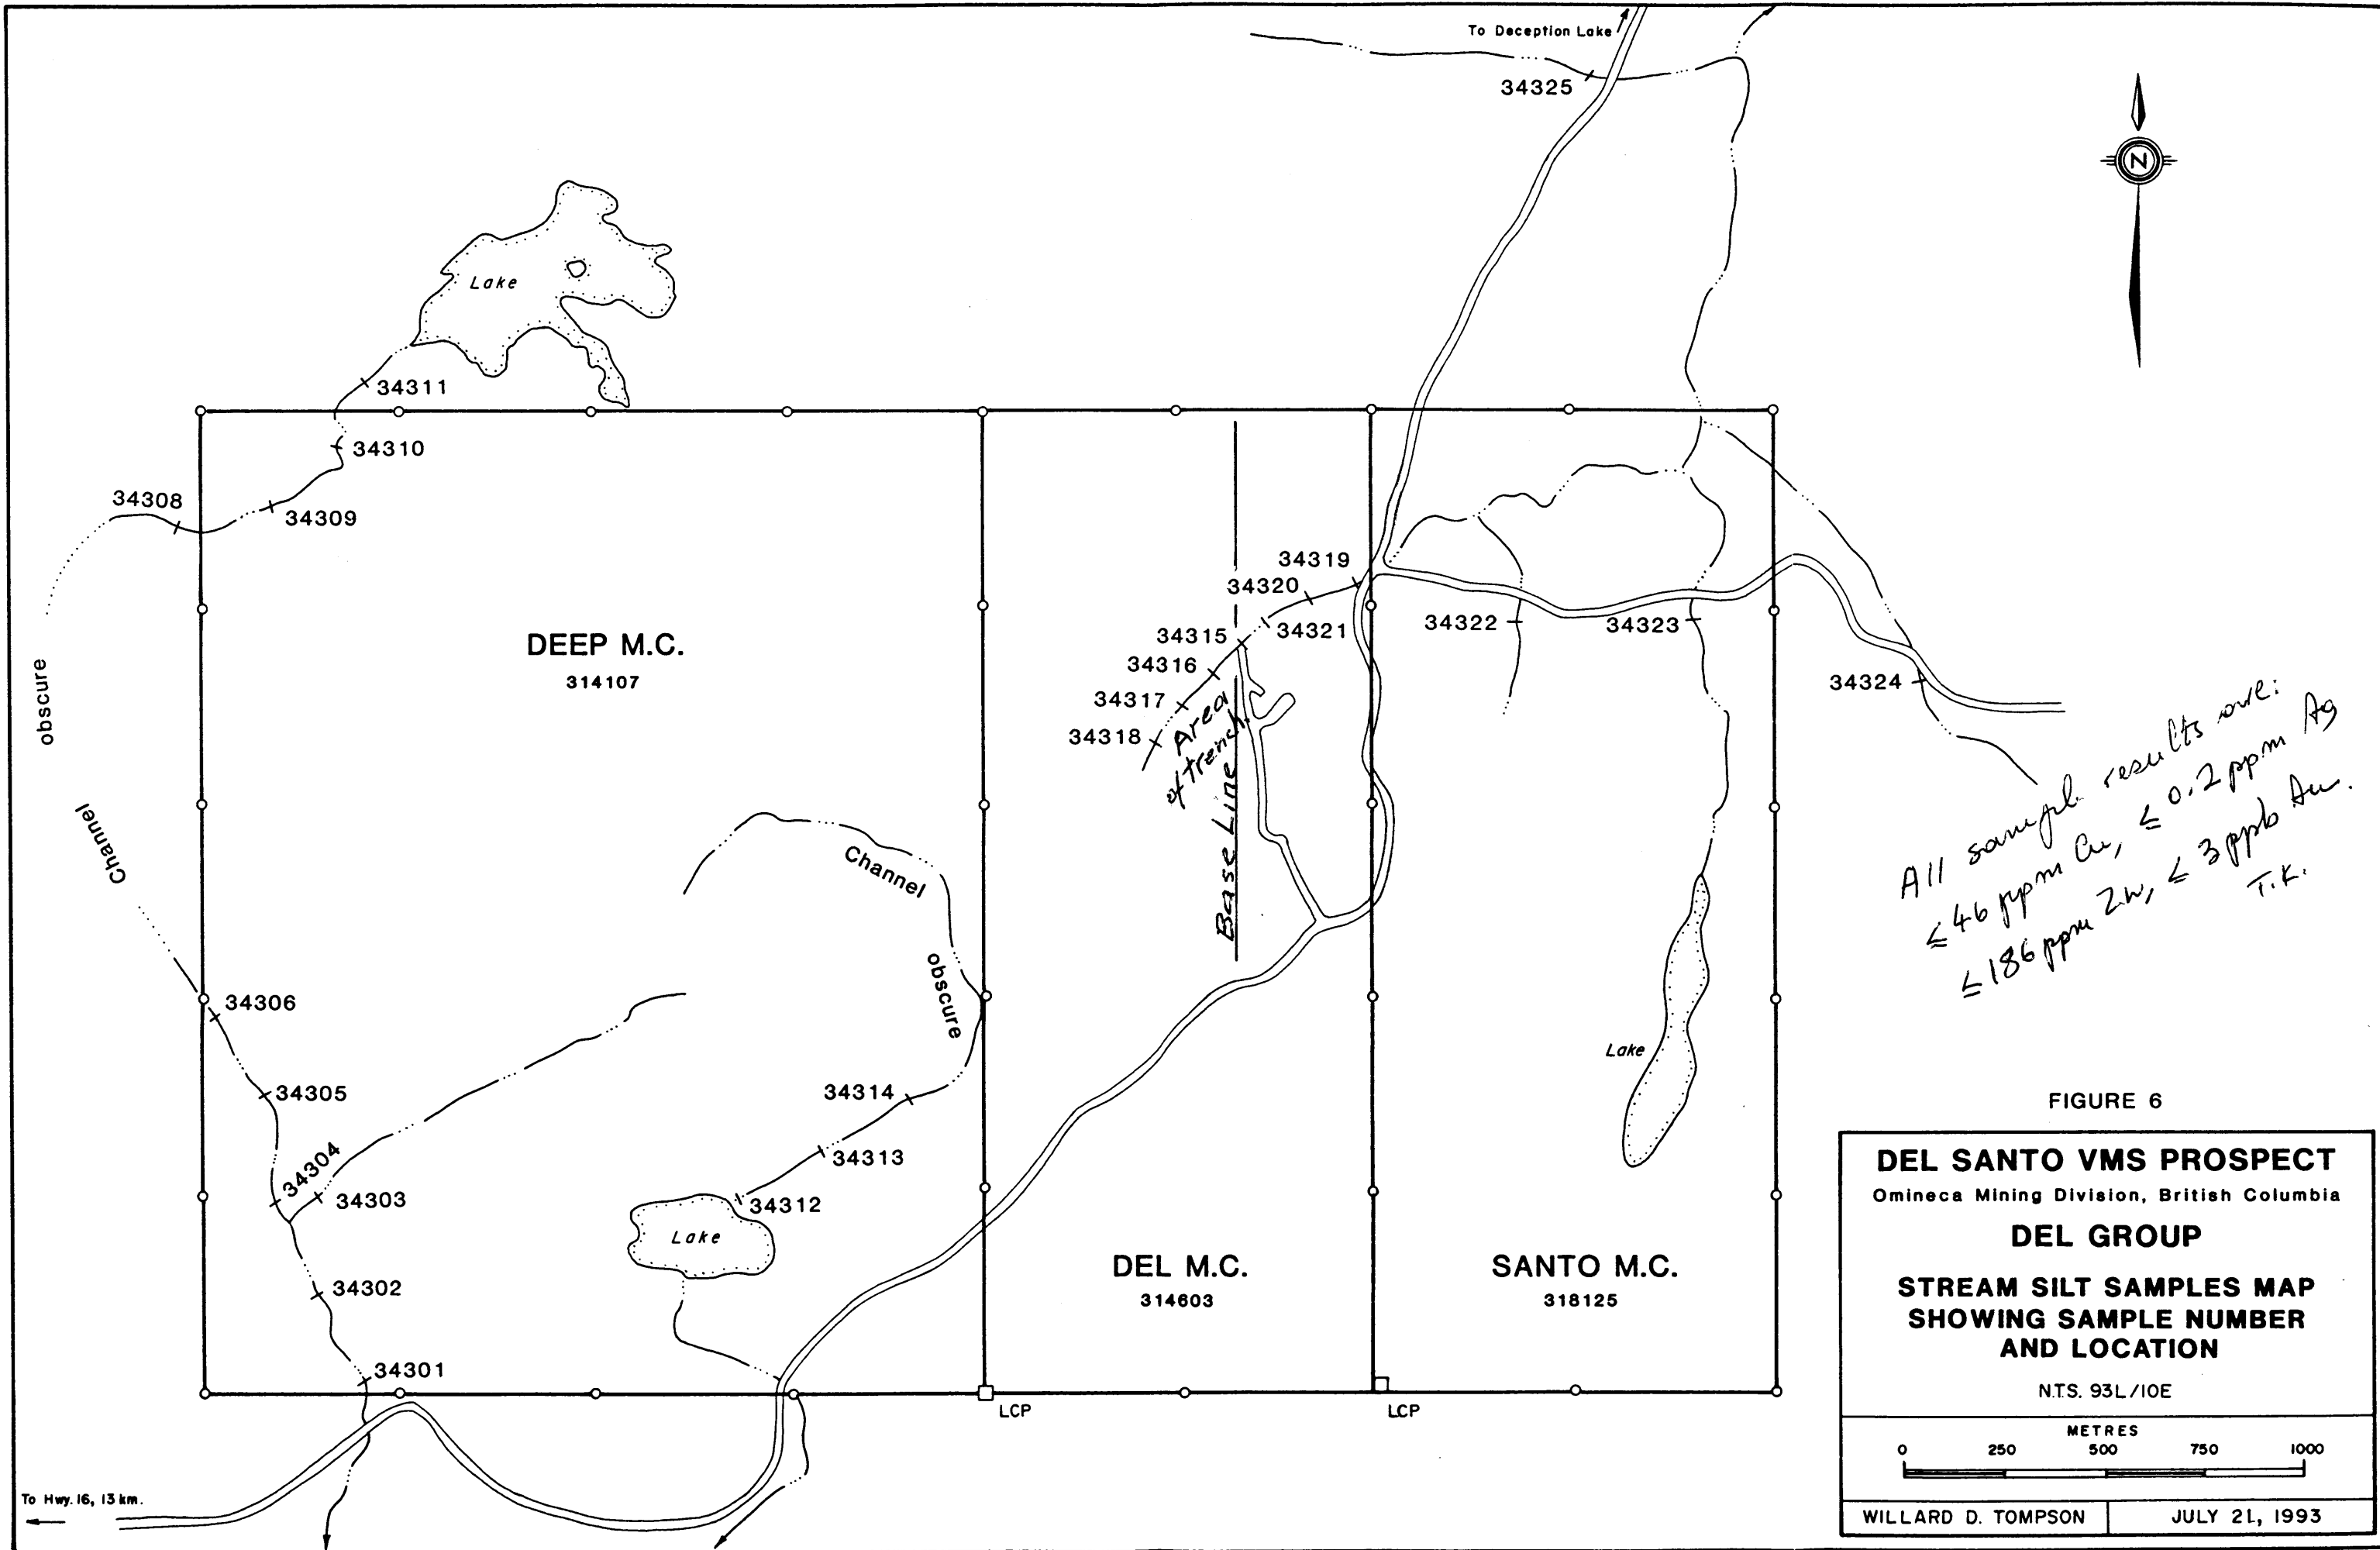 To Deception Lake
34325
N
Lake
34311
34310
34308
34309
34319
34320
34321
34315
34316
34317
34318
34322
34323
34324
DEEP M.C.
314107
Area
of trench.
Base Line
obscure
Channel
Channel
obscure
All sample results are:
≤ 46 ppm Cu, ≤ 0.2 ppm Ag
≤ 186 ppm Zn, ≤ 3 ppb Au.
T.K.
34306
34305
34304
34303
34302
34301
34314
34313
34312
Lake
Lake
DEL M.C.
314603
SANTO M.C.
318125
LCP
LCP
To Hwy. 16, 13 km.
FIGURE 6
DEL SANTO VMS PROSPECT
Omineca Mining Division, British Columbia
DEL GROUP
STREAM SILT SAMPLES MAP
SHOWING SAMPLE NUMBER
AND LOCATION
N.T.S. 93L/10E
METRES
0 250 500 750 1000
WILLARD D. TOMPSON
JULY 21, 1993